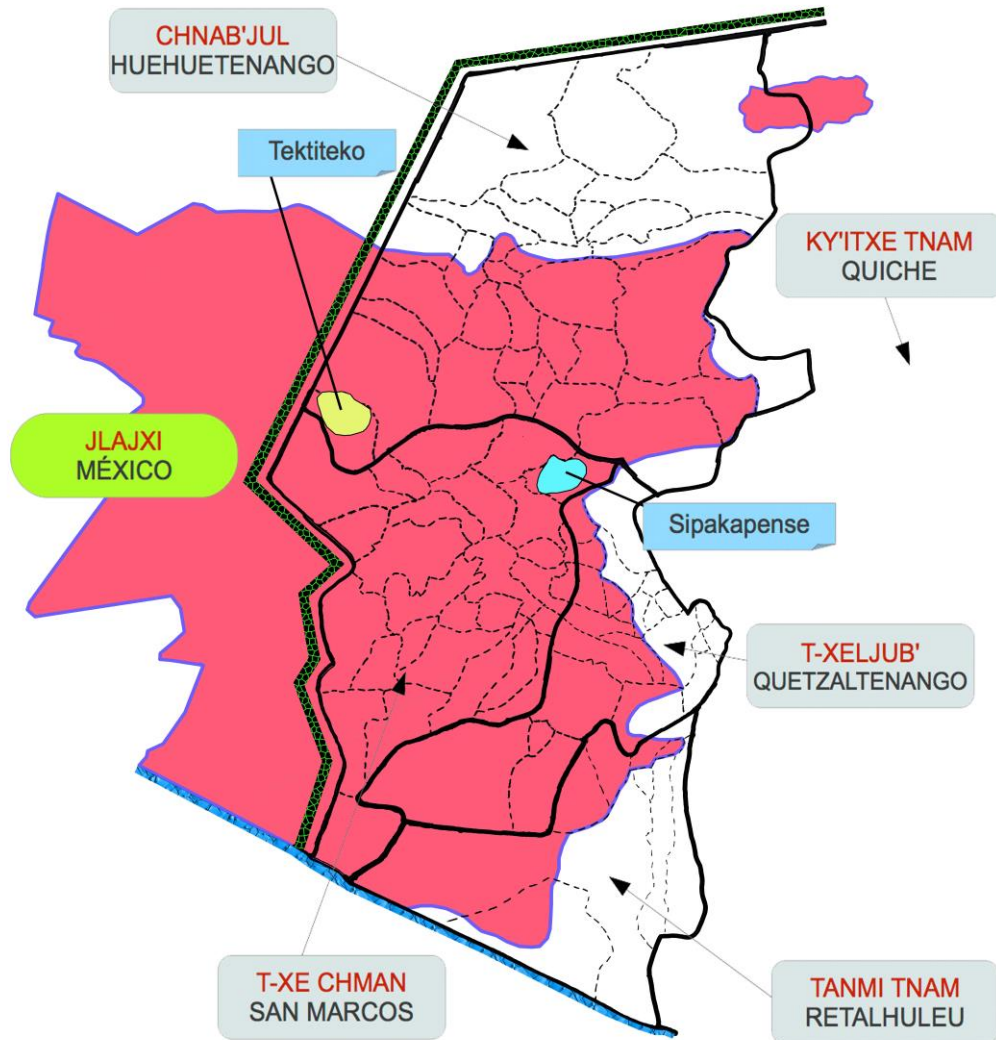 CHNAB'JUL
HUEHUETENANGO
Tektiteko
KY'ITXE TNAM
QUICHE
JLAJXI
MÉXICO
Sipakapense
T-XELJUB'
QUETZALTENANGO
T-XE CHMAN
SAN MARCOS
TANMI TNAM
RETALHULEU